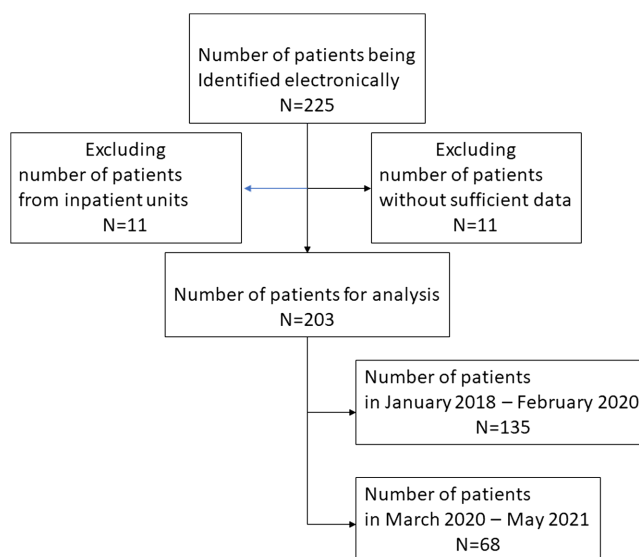 Number of patients being
Identified electronically
N=225
Excluding
number of patients
from inpatient units
N=11
Excluding
number of patients
without sufficient data
N=11
Number of patients for analysis
N=203
Number of patients
in January 2018 – February 2020
N=135
Number of patients
in March 2020 – May 2021
N=68